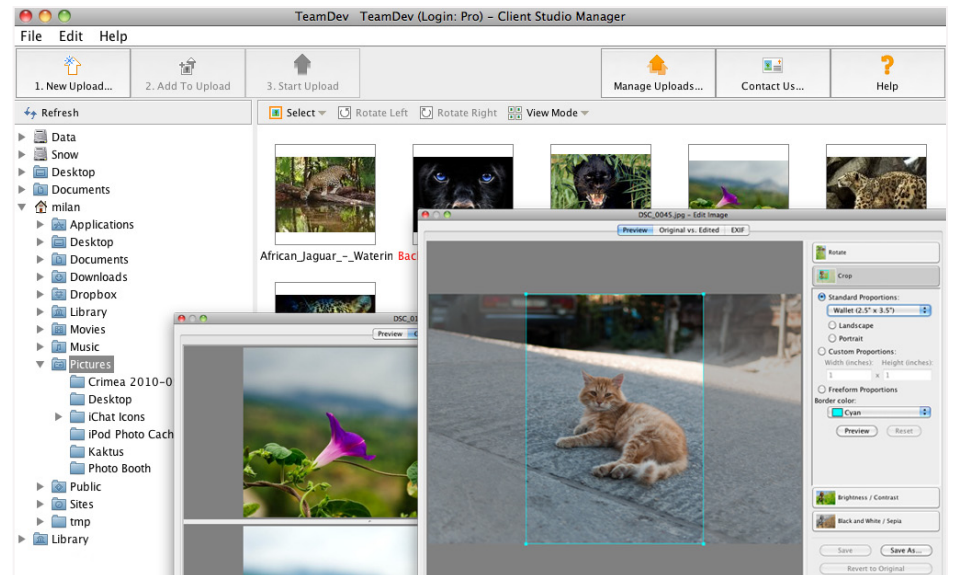 TeamDev TeamDev (Login: Pro) – Client Studio Manager
File Edit Help
1. New Upload... 2. Add To Upload 3. Start Upload Manage Uploads... Contact Us... Help
Refresh Select Rotate Left Rotate Right View Mode
Data
Snow
Desktop
Documents
milan
Applications
Desktop
Documents
Downloads
Dropbox
Library
Movies
Music
Pictures
Crimea 2010-0
Desktop
iChat Icons
iPod Photo Cach
Kaktus
Photo Booth
Public
Sites
tmp
Library
African_Jaguar_-_Waterin Bac
DSC_01
Preview
DSC_0045.jpg – Edit Image
Preview Original vs. Edited EXIF
Rotate
Crop
Standard Proportions:
Wallet (2.5" x 3.5")
Landscape
Portrait
Custom Proportions:
Width (inches): Height (inches):
1 x 1
Freeform Proportions
Border color:
Cyan
Preview Reset
Brightness / Contrast
Black and White / Sepia
Save Save As...
Revert to Original